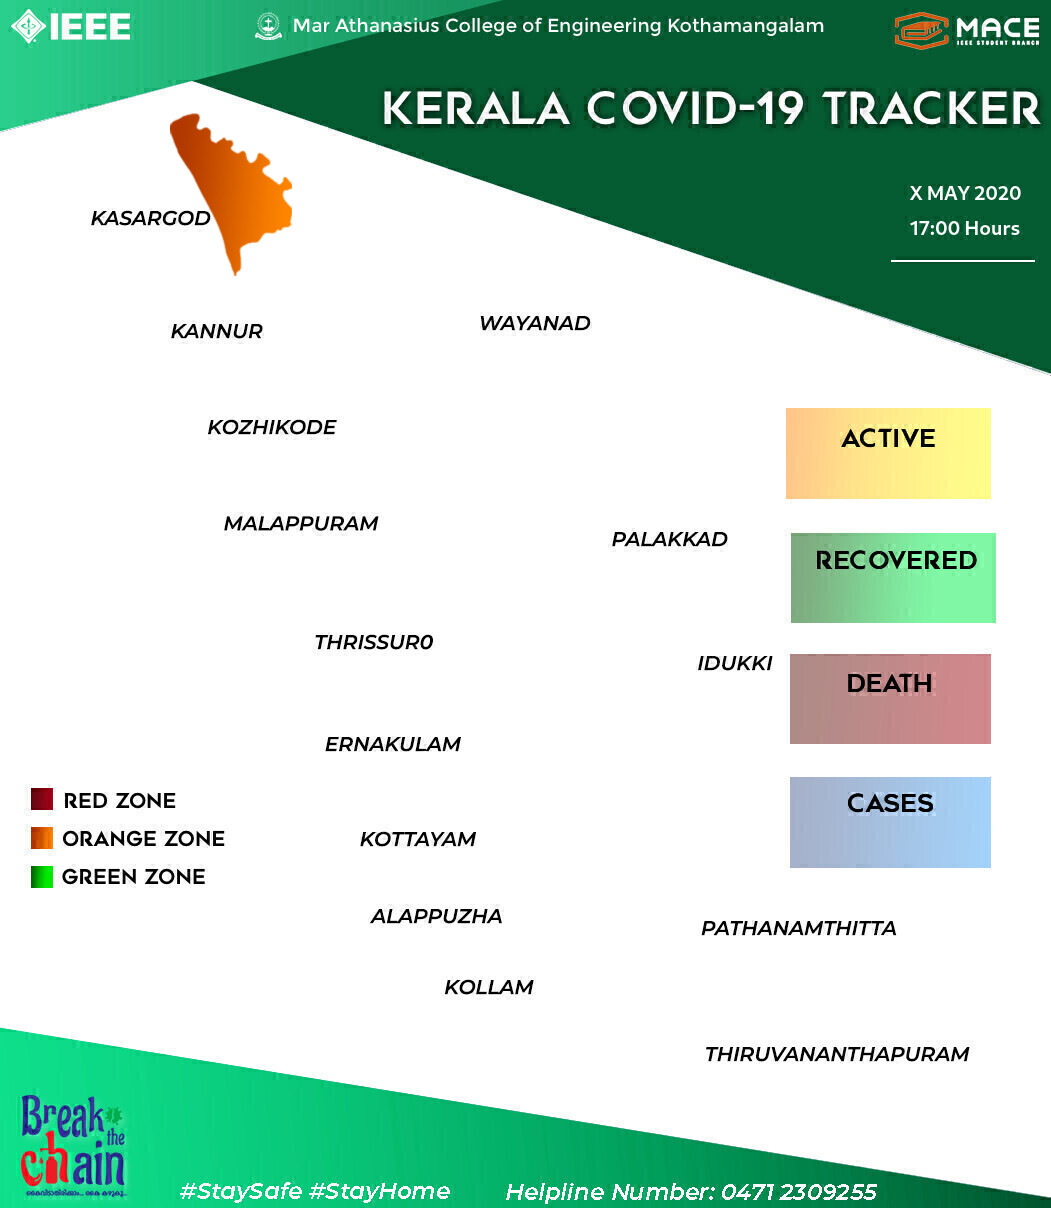 IEEE
Mar Athanasius College of Engineering Kothamangalam
MACE
IEEE STUDENT BRANCH
KERALA COVID-19 TRACKER
X MAY 2020
17:00 Hours
KASARGOD
KANNUR
WAYANAD
KOZHIKODE
ACTIVE
MALAPPURAM
PALAKKAD
RECOVERED
THRISSUR0
IDUKKI
DEATH
ERNAKULAM
RED ZONE
CASES
ORANGE ZONE
KOTTAYAM
GREEN ZONE
ALAPPUZHA
PATHANAMTHITTA
KOLLAM
THIRUVANANTHAPURAM
Break
the
chain
#StaySafe #StayHome
Helpline Number: 0471 2309255